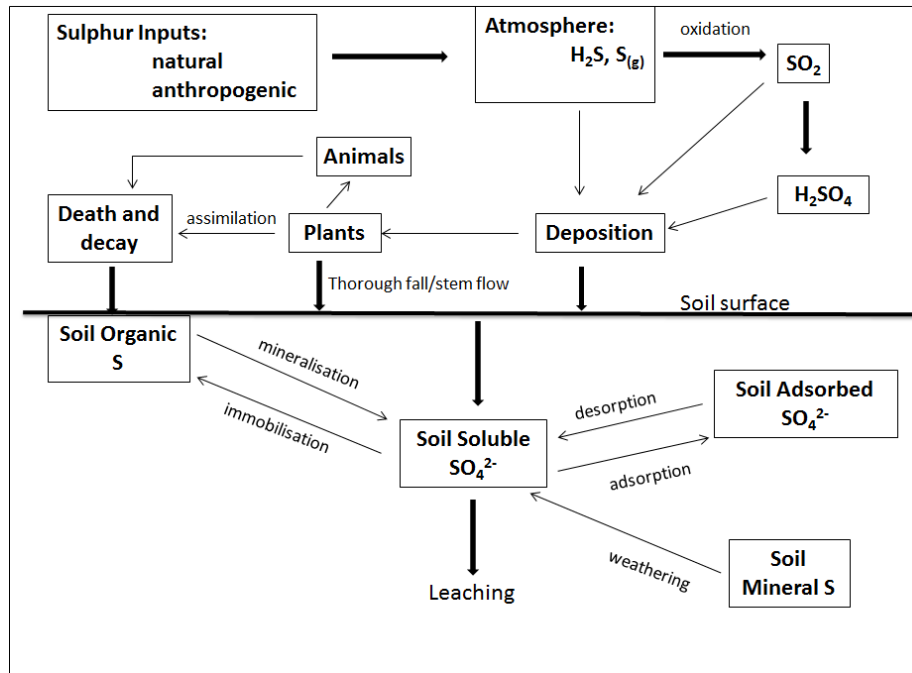 Sulphur Inputs:
natural
anthropogenic
Atmosphere:
H₂S, S₍g₎
oxidation
SO₂
Animals
H₂SO₄
Death and
decay
assimilation
Plants
Deposition
Thorough fall/stem flow
Soil surface
Soil Organic
S
mineralisation
immobilisation
Soil Soluble
SO₄²⁻
desorption
adsorption
Soil Adsorbed
SO₄²⁻
weathering
Soil
Mineral S
Leaching